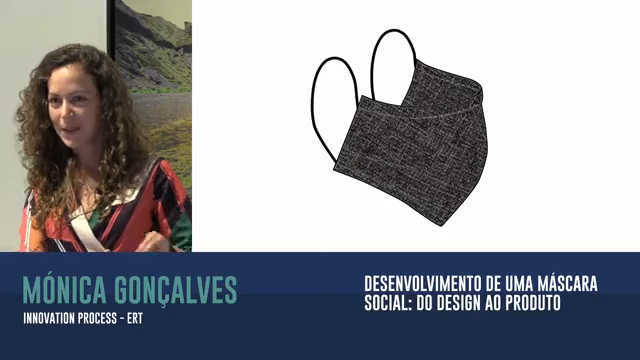 MÓNICA GONÇALVES
INNOVATION PROCESS - ERT
DESENVOLVIMENTO DE UMA MÁSCARA
SOCIAL: DO DESIGN AO PRODUTO